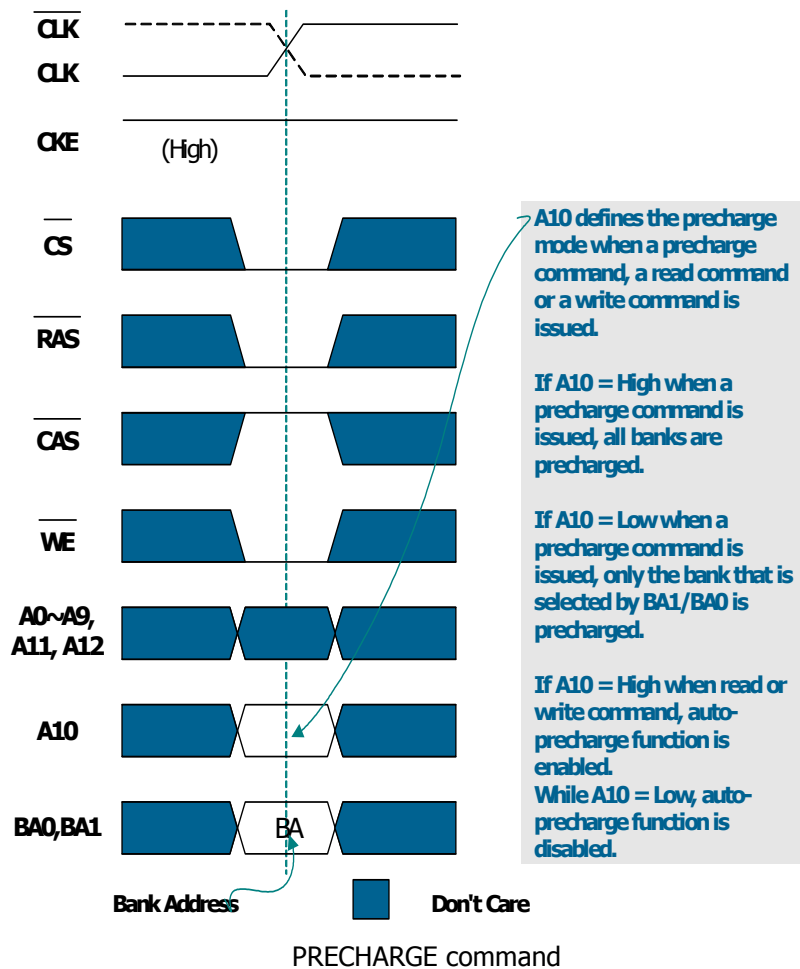 CLK
CLK
CKE
(High)
CS
RAS
CAS
WE
A0~A9,
A11, A12
A10
BA0,BA1
BA
Bank Address
Don't Care
A10 defines the precharge
mode when a precharge
command, a read command
or a write command is
issued.
If A10 = High when a
precharge command is
issued, all banks are
precharged.
If A10 = Low when a
precharge command is
issued, only the bank that is
selected by BA1/BA0 is
precharged.
If A10 = High when read or
write command, auto-
precharge function is
enabled.
While A10 = Low, auto-
precharge function is
disabled.
PRECHARGE command